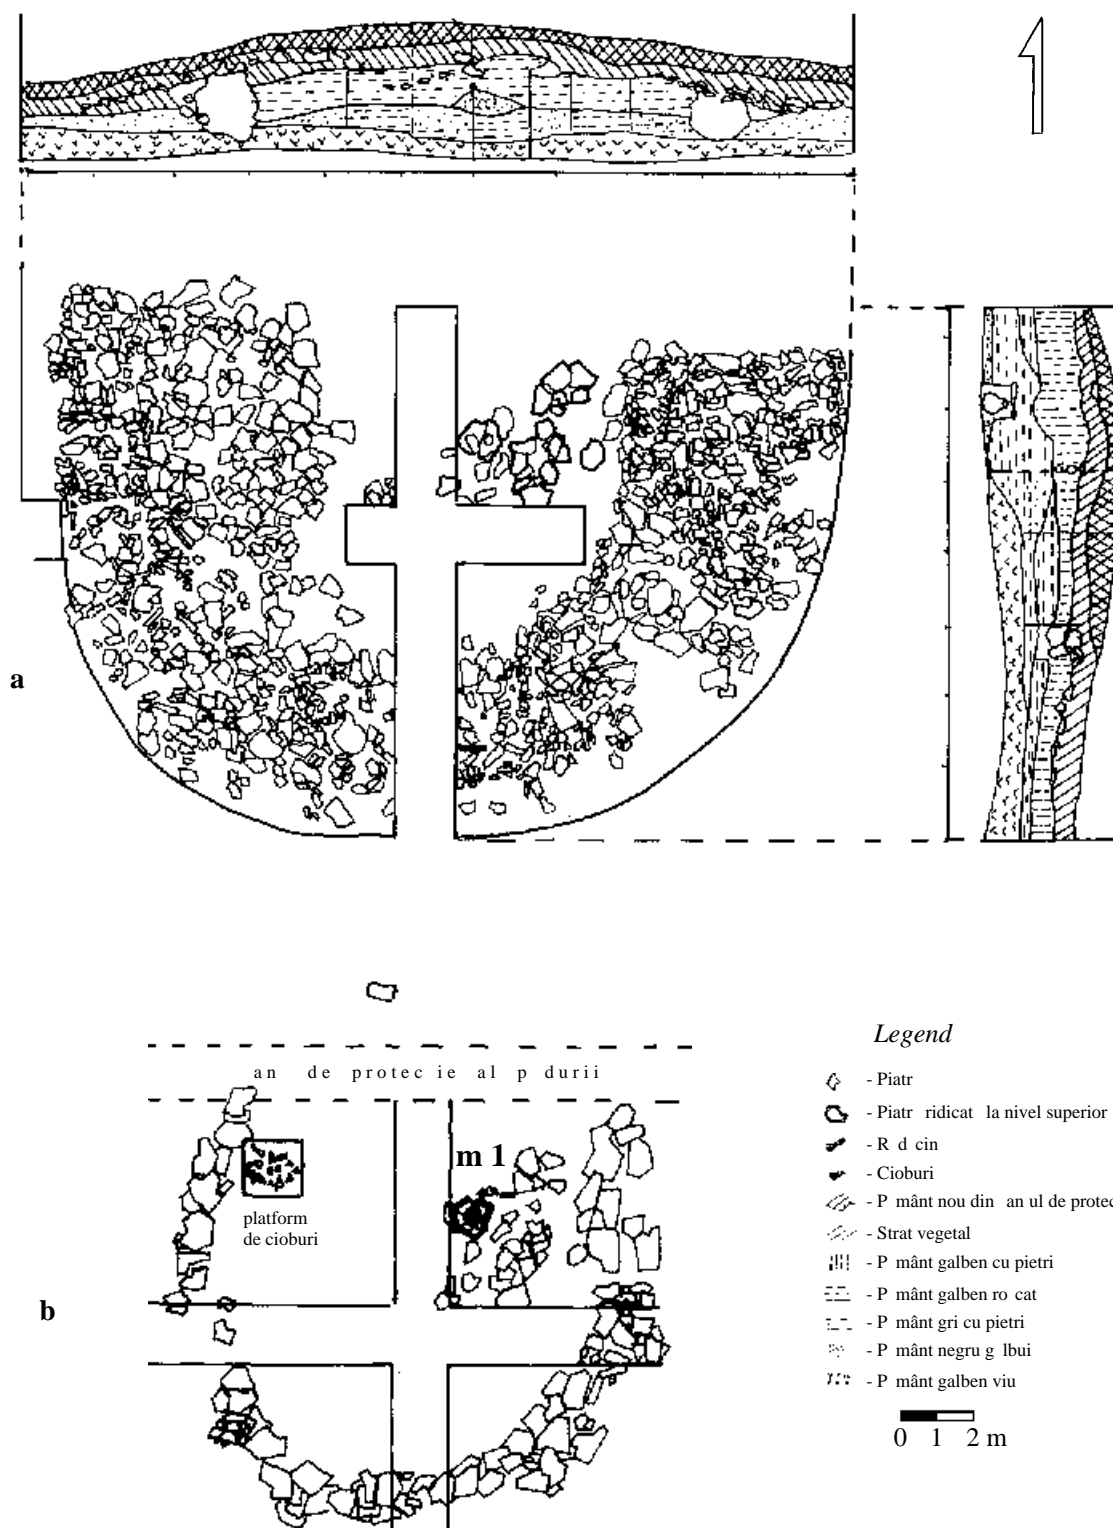 a
an de protec ie al p durii
m 1
platform
de cioburi
b
Legend
- Piatr
- Piatr ridicat la nivel superior
- R d cin
- Cioburi
- P mânt nou din an ul de protec
- Strat vegetal
- P mânt galben cu pietri
- P mânt galben ro cat
- P mânt gri cu pietri
- P mânt negru g lbui
- P mânt galben viu
0 1 2 m